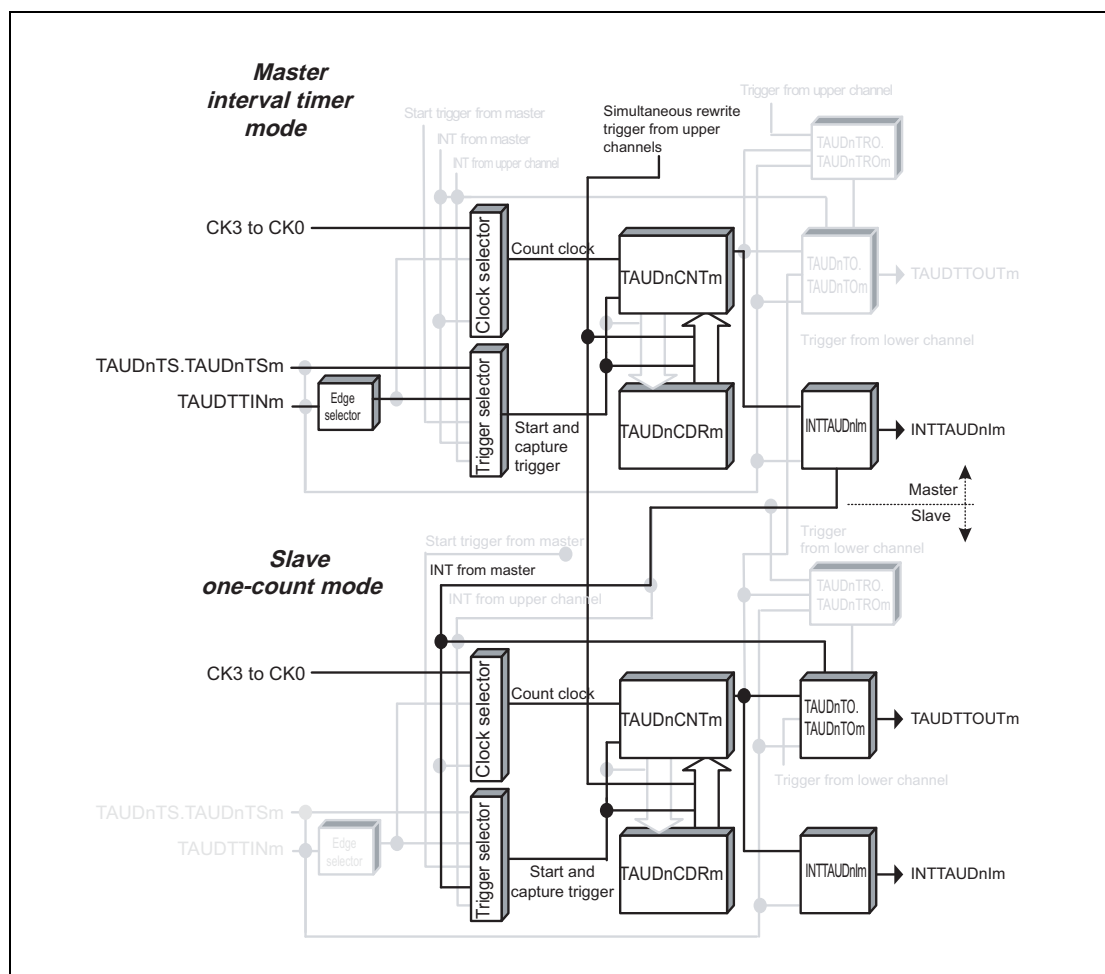 Master
interval timer
mode
Start trigger from master
INT from master
INT from upper channel
Simultaneous rewrite
trigger from upper
channels
Trigger from upper channel
TAUDnTRO.
TAUDnTROm
CK3 to CK0
Clock selector
Count clock
TAUDnCNTm
TAUDnTO.
TAUDnTOm
TAUDTTOUTm
Trigger from lower channel
TAUDnTS.TAUDnTSm
TAUDTTINm
Edge
selector
Trigger selector
Start and
capture
trigger
TAUDnCDRm
INTTAUDnIm
INTTAUDnIm
Master
Slave
Slave
one-count mode
Start trigger from master
INT from master
INT from upper channel
Trigger
from lower channel
TAUDnTRO.
TAUDnTROm
CK3 to CK0
Clock selector
Count clock
TAUDnCNTm
TAUDnTO.
TAUDnTOm
TAUDTTOUTm
Trigger from lower channel
TAUDnTS.TAUDnTSm
TAUDTTINm
Edge
selector
Trigger selector
Start and
capture trigger
TAUDnCDRm
INTTAUDnIm
INTTAUDnIm